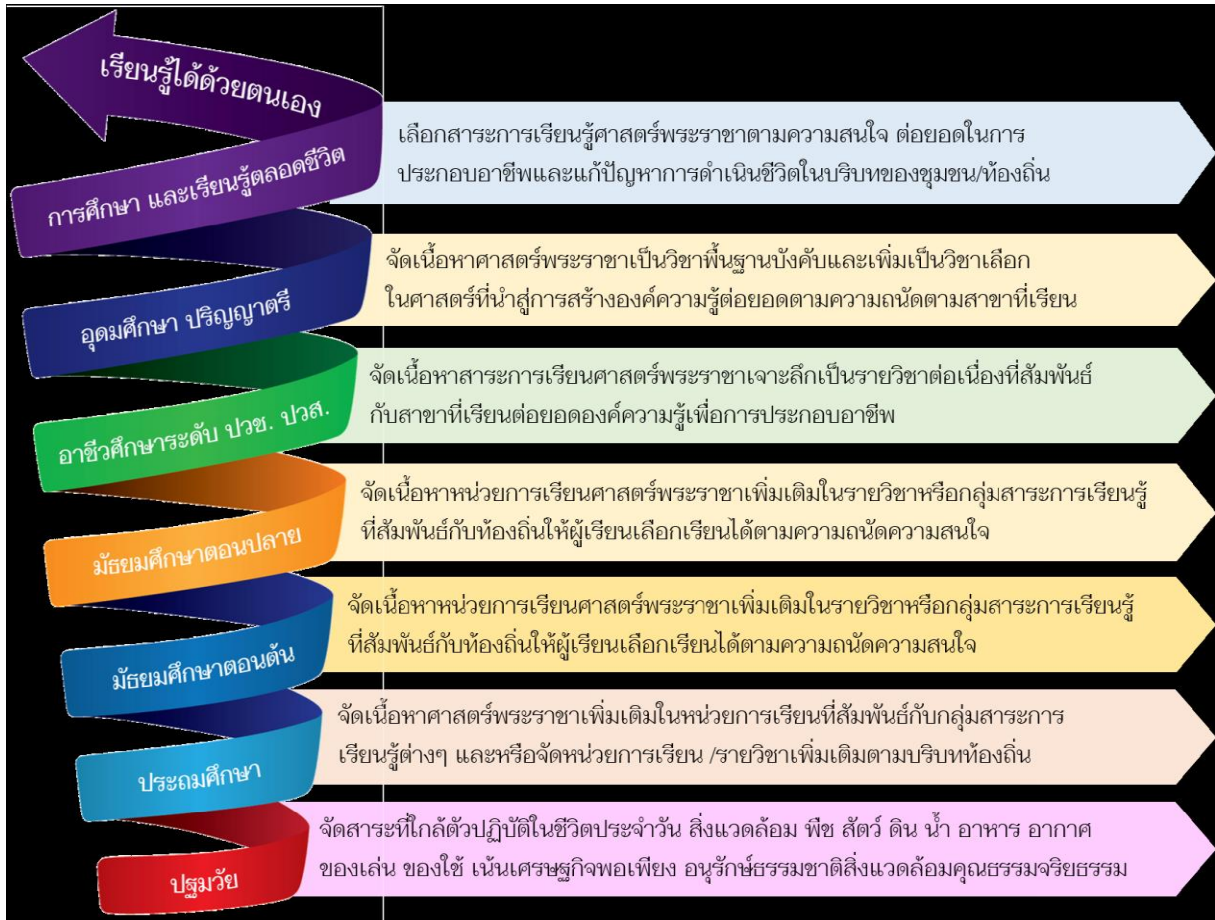 เรียนรู้ได้ด้วยตนเอง
การศึกษา และเรียนรู้ตลอดชีวิต
เลือกสาระการเรียนรู้ศาสตร์พระราชาตามความสนใจ ต่อยอดในการ
ประกอบอาชีพและแก้ปัญหาการดำเนินชีวิตในบริบทของชุมชน/ท้องถิ่น
อุดมศึกษา ปริญญาตรี
จัดเนื้อหาศาสตร์พระราชาเป็นวิชาพื้นฐานบังคับและเพิ่มเป็นวิชาเลือก
ในศาสตร์ที่นำสู่การสร้างองค์ความรู้ต่อยอดตามความถนัดตามสาขาที่เรียน
อาชีวศึกษาระดับ ปวช. ปวส.
จัดเนื้อหาสาระการเรียนศาสตร์พระราชาเจาะลึกเป็นรายวิชาต่อเนื่องที่สัมพันธ์
กับสาขาที่เรียนต่อยอดองค์ความรู้เพื่อการประกอบอาชีพ
มัธยมศึกษาตอนปลาย
จัดเนื้อหาหน่วยการเรียนศาสตร์พระราชาเพิ่มเติมในรายวิชาหรือกลุ่มสาระการเรียนรู้
ที่สัมพันธ์กับท้องถิ่นให้ผู้เรียนเลือกเรียนได้ตามความถนัดความสนใจ
มัธยมศึกษาตอนต้น
จัดเนื้อหาหน่วยการเรียนศาสตร์พระราชาเพิ่มเติมในรายวิชาหรือกลุ่มสาระการเรียนรู้
ที่สัมพันธ์กับท้องถิ่นให้ผู้เรียนเลือกเรียนได้ตามความถนัดความสนใจ
ประถมศึกษา
จัดเนื้อหาศาสตร์พระราชาเพิ่มเติมในหน่วยการเรียนที่สัมพันธ์กับกลุ่มสาระการ
เรียนรู้ต่างๆ และหรือจัดหน่วยการเรียน /รายวิชาเพิ่มเติมตามบริบทท้องถิ่น
ปฐมวัย
จัดสาระที่ใกล้ตัวปฏิบัติในชีวิตประจำวัน สิ่งแวดล้อม พืช สัตว์ ดิน น้ำ อาหาร อากาศ
ของเล่น ของใช้ เน้นเศรษฐกิจพอเพียง อนุรักษ์ธรรมชาติสิ่งแวดล้อมคุณธรรมจริยธรรม